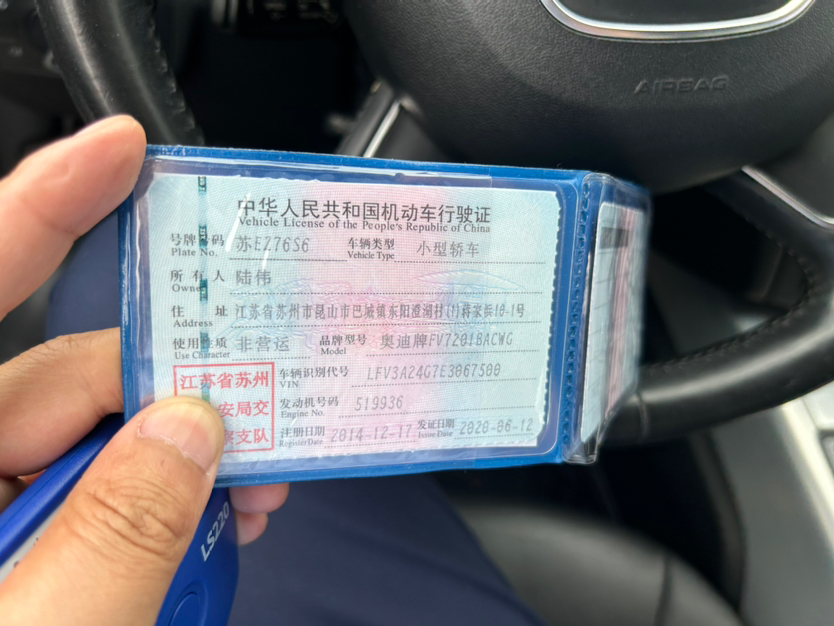 AIRBAG
中华人民共和国机动车行驶证
Vehicle License of the People's Republic of China
号牌 码 苏EZ76S6 车辆类型 小型轿车
Plate No. Vehicle Type
所有人 陆伟
Owner
住址 江苏省苏州市昆山市巴城镇东阳澄湖村(1)蒋家浜10-1号
Address
使用 质 非营运 品牌型号 奥迪牌FV7201BACWG
Use Character Model
江苏省苏州 车辆识别代号 LFV3A24G7E3067500
VIN
安局交 发动机号码 519936
Engine No.
支队 注册日期 2014-12-17 发证日期 2020-06-12
Register Date Issue Date
LS220